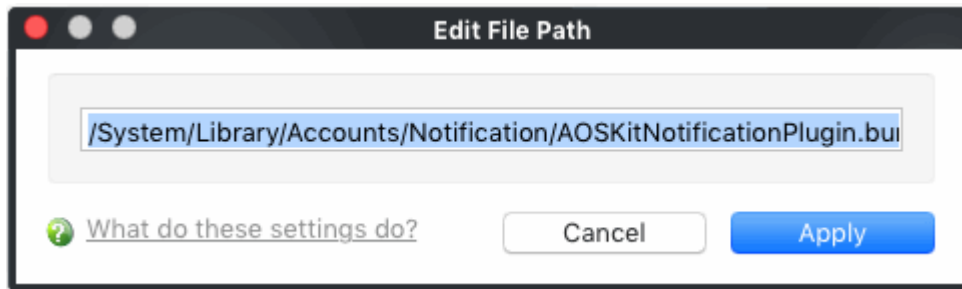 Edit File Path
/System/Library/Accounts/Notification/AOSKitNotificationPlugin.bu
What do these settings do?
Cancel
Apply